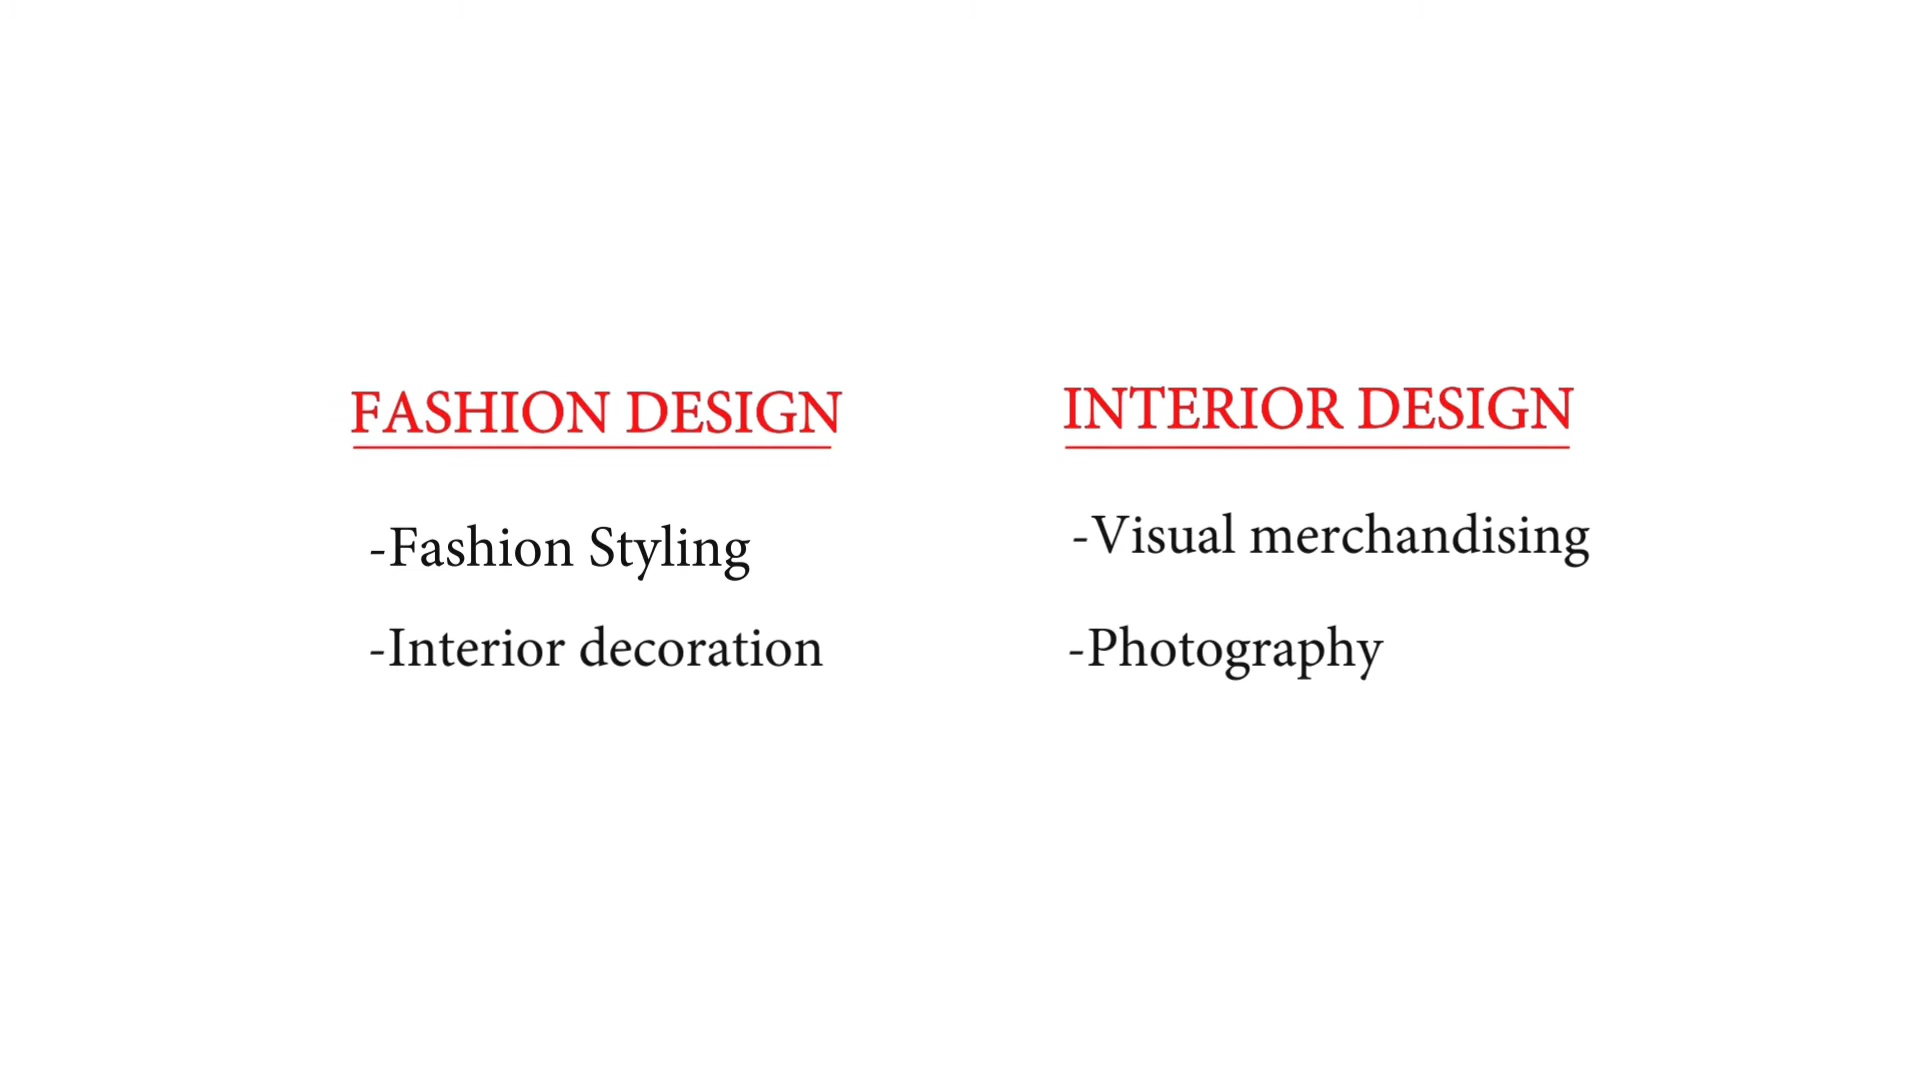 FASHION DESIGN
-Fashion Styling
-Interior decoration
INTERIOR DESIGN
-Visual merchandising
-Photography